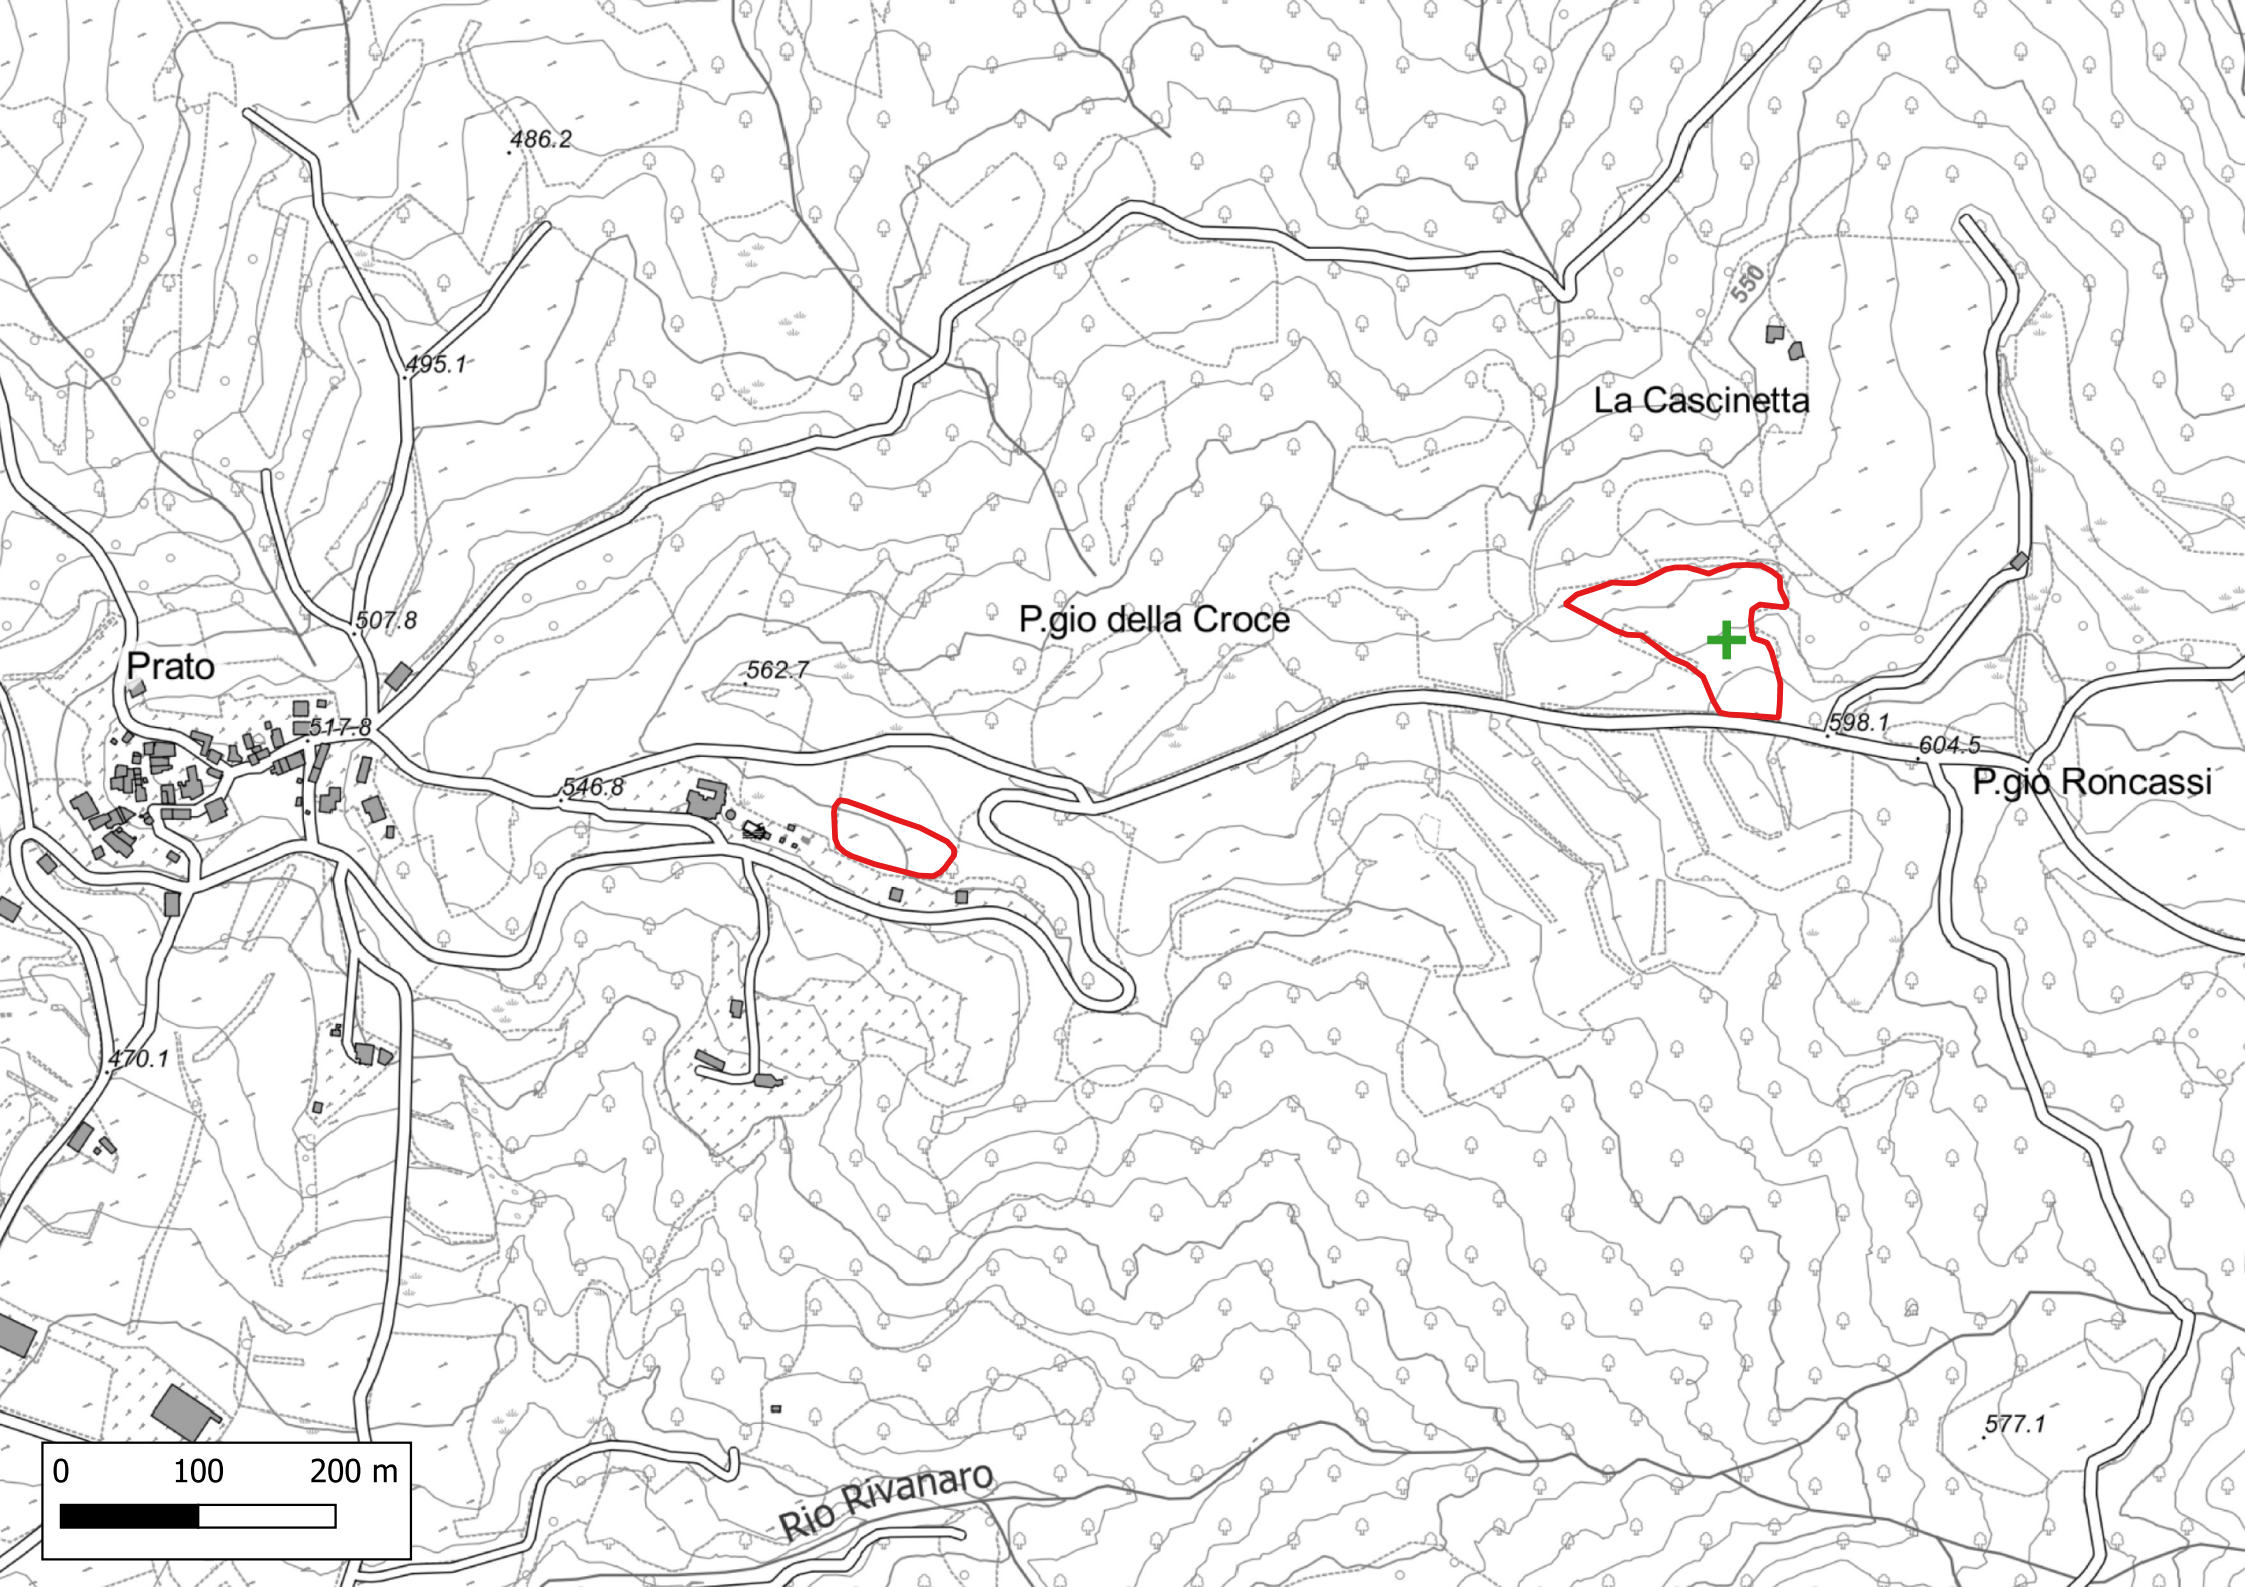 486.2
550
495.1
La Cascinetta
507.8
P.gio della Croce
Prato
562.7
517.8
598.1
604.5
546.8
P.gio Roncassi
470.1
577.1
0 100 200 m
Rio Rivanaro